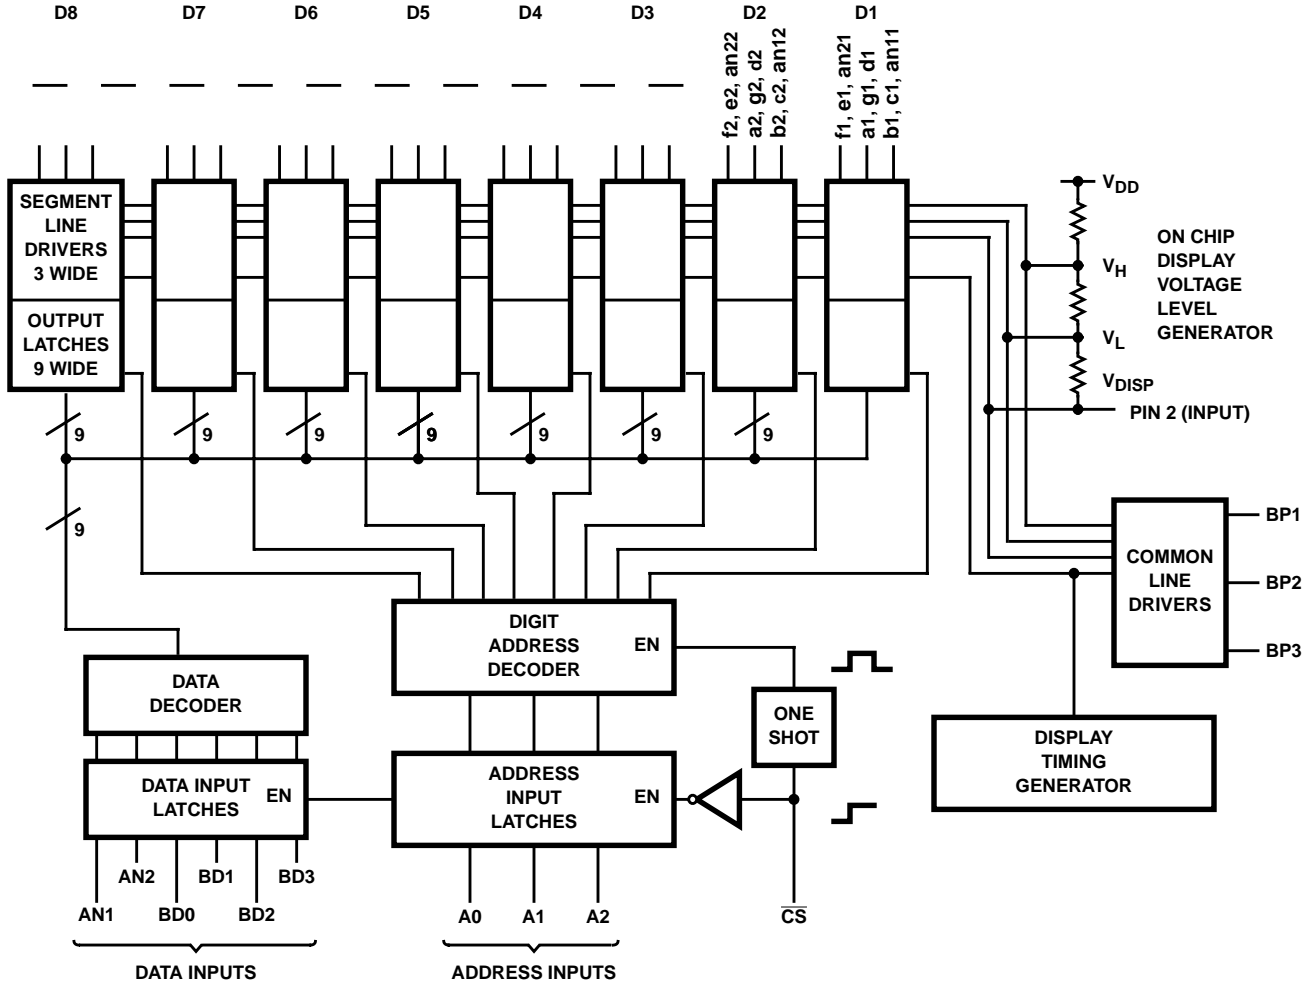 D8 D7 D6 D5 D4 D3 D2 D1
f2, e2, an22
a2, g2, d2
b2, c2, an12
f1, e1, an21
a1, g1, d1
b1, c1, an11
SEGMENT
LINE
DRIVERS
3 WIDE
OUTPUT
LATCHES
9 WIDE
VDD
VH
VL
VDISP
PIN 2 (INPUT)
ON CHIP
DISPLAY
VOLTAGE
LEVEL
GENERATOR
9 9 9 9 9 9 9
9
COMMON
LINE
DRIVERS
BP1
BP2
BP3
DIGIT
ADDRESS
DECODER
EN
DATA
DECODER
ONE
SHOT
DISPLAY
TIMING
GENERATOR
DATA INPUT
LATCHES
EN
ADDRESS
INPUT
LATCHES
EN
AN1 AN2 BD0 BD1 BD2 BD3
A0 A1 A2
C̅S̅
DATA INPUTS
ADDRESS INPUTS